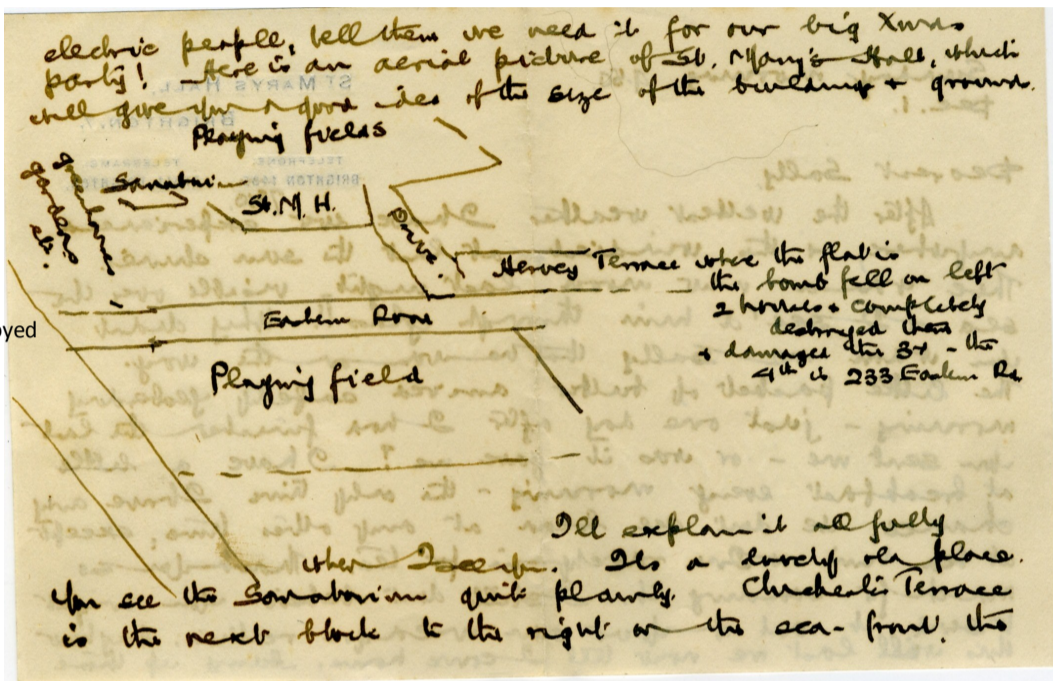 electric people, tell them we need it for our big Xmas
party! Here is an aerial picture of St. Mary's Hall, which
will give you a good idea of the size of the buildings & grounds.
Playing fields
greenhouses
gardens
etc.
St. M. H.
Drive
Hervey Terrace where the flat is
the bomb fell on left
2 houses & completely
destroyed them
& damaged the 3rd - the
4th is 233 Eastern Rd.
Eastern Road
oyed
Playing field
I'll explain it all fully
when I see you. Its a lovely old place.
You see the Sanatorium quite plainly. Chichester Terrace
is the next block to the right on the sea-front, the